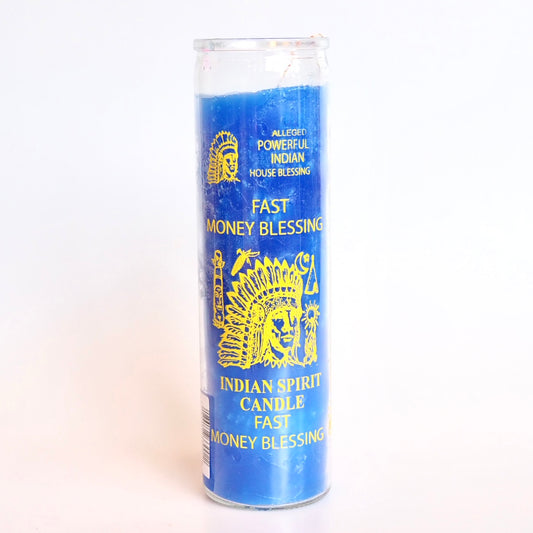 ALLEGED
POWERFUL
INDIAN
HOUSE BLESSING
FAST
MONEY BLESSING
INDIAN SPIRIT
CANDLE
FAST
MONEY BLESSING